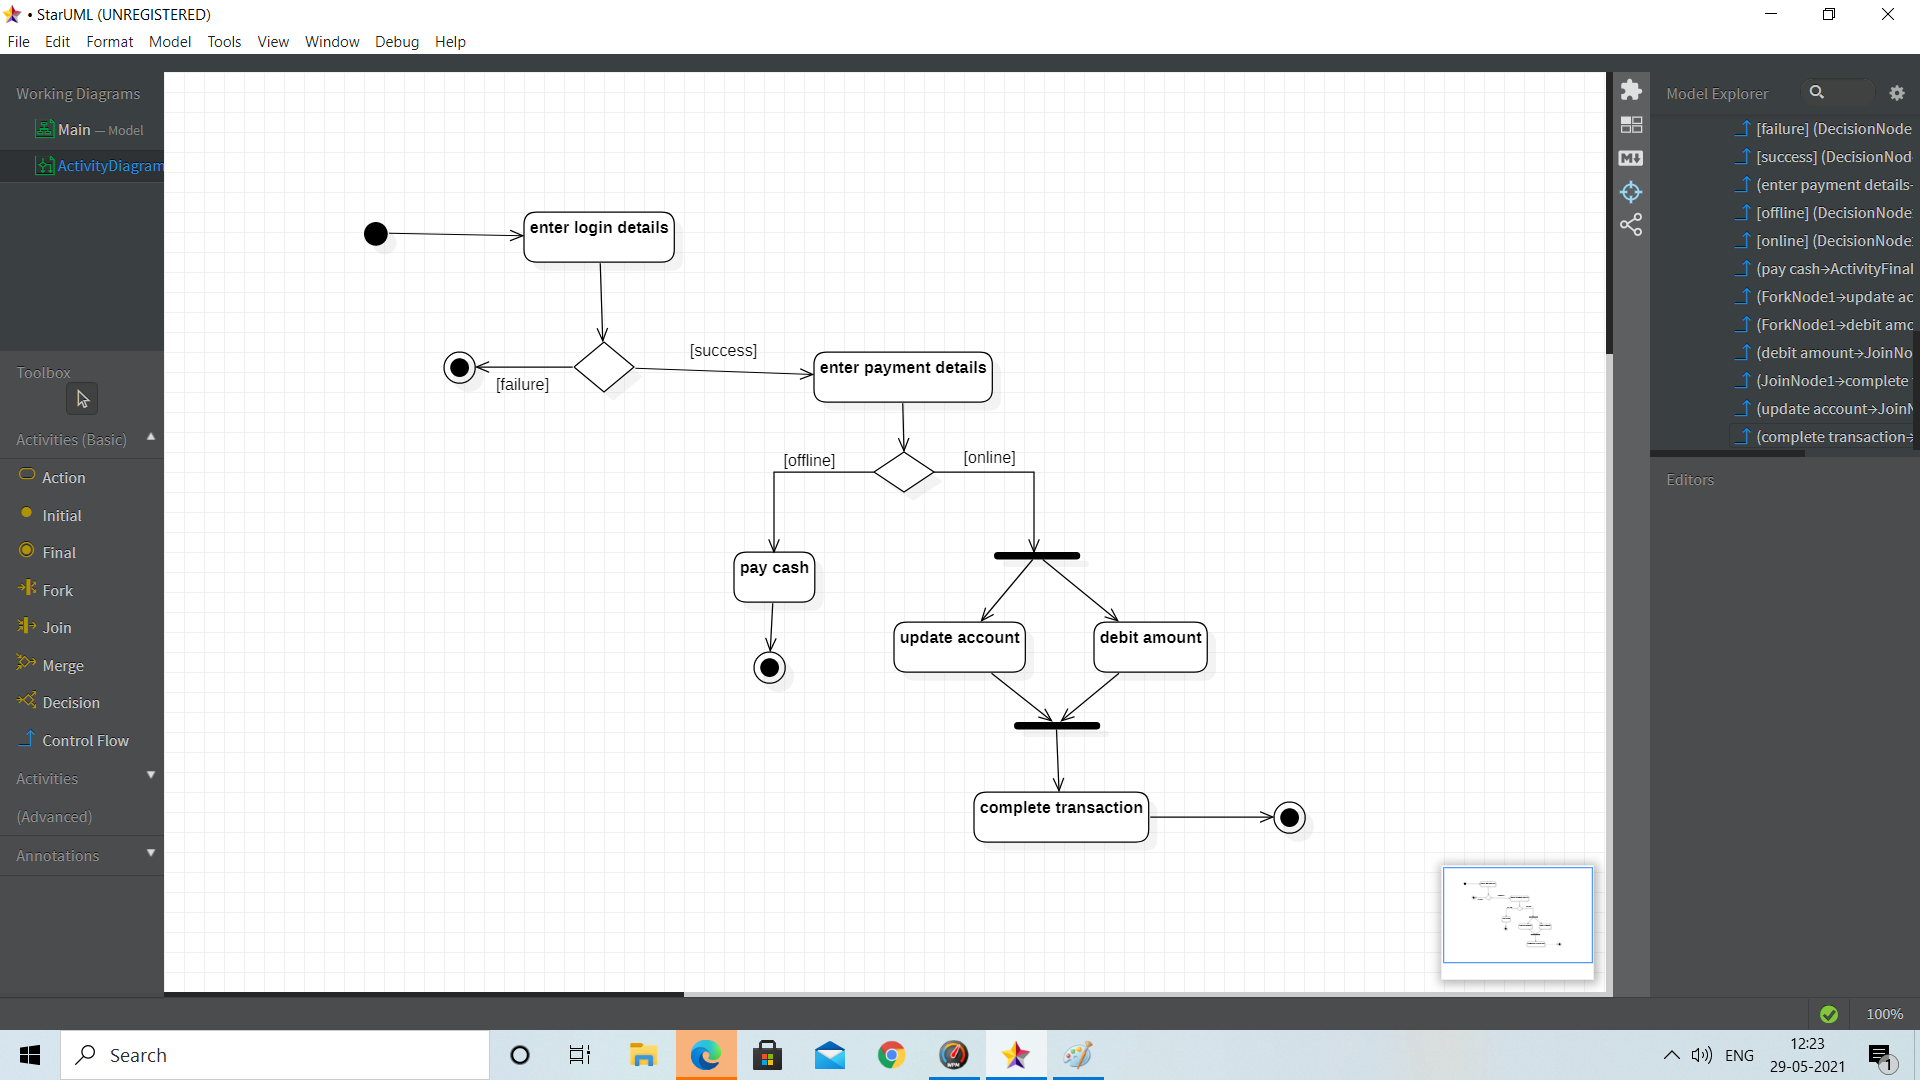 • StarUML (UNREGISTERED)
File Edit Format Model Tools View Window Debug Help
Working Diagrams
Main — Model
ActivityDiagram
Toolbox
Activities (Basic)
Action
Initial
Final
Fork
Join
Merge
Decision
Control Flow
Activities
(Advanced)
Annotations
enter login details
[failure]
[success]
enter payment details
[offline]
[online]
pay cash
update account
debit amount
complete transaction
Model Explorer
[failure] (DecisionNode
[success] (DecisionNod
(enter payment details-
[offline] (DecisionNode
[online] (DecisionNode
(pay cash→ActivityFinal
(ForkNode1→update ac
(ForkNode1→debit amo
(debit amount→JoinNo
(JoinNode1→complete
(update account→JoinN
(complete transaction→
Editors
100%
Search
ENG
12:23
29-05-2021
1